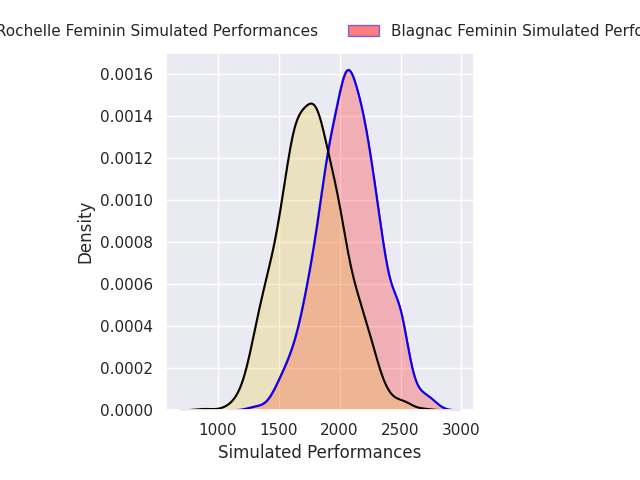 Rochelle Feminin Simulated Performances
Blagnac Feminin Simulated Perfo
0.0016
0.0014
0.0012
0.0010
0.0008
0.0006
0.0004
0.0002
0.0000
Density
1000 1500 2000 2500 3000
Simulated Performances